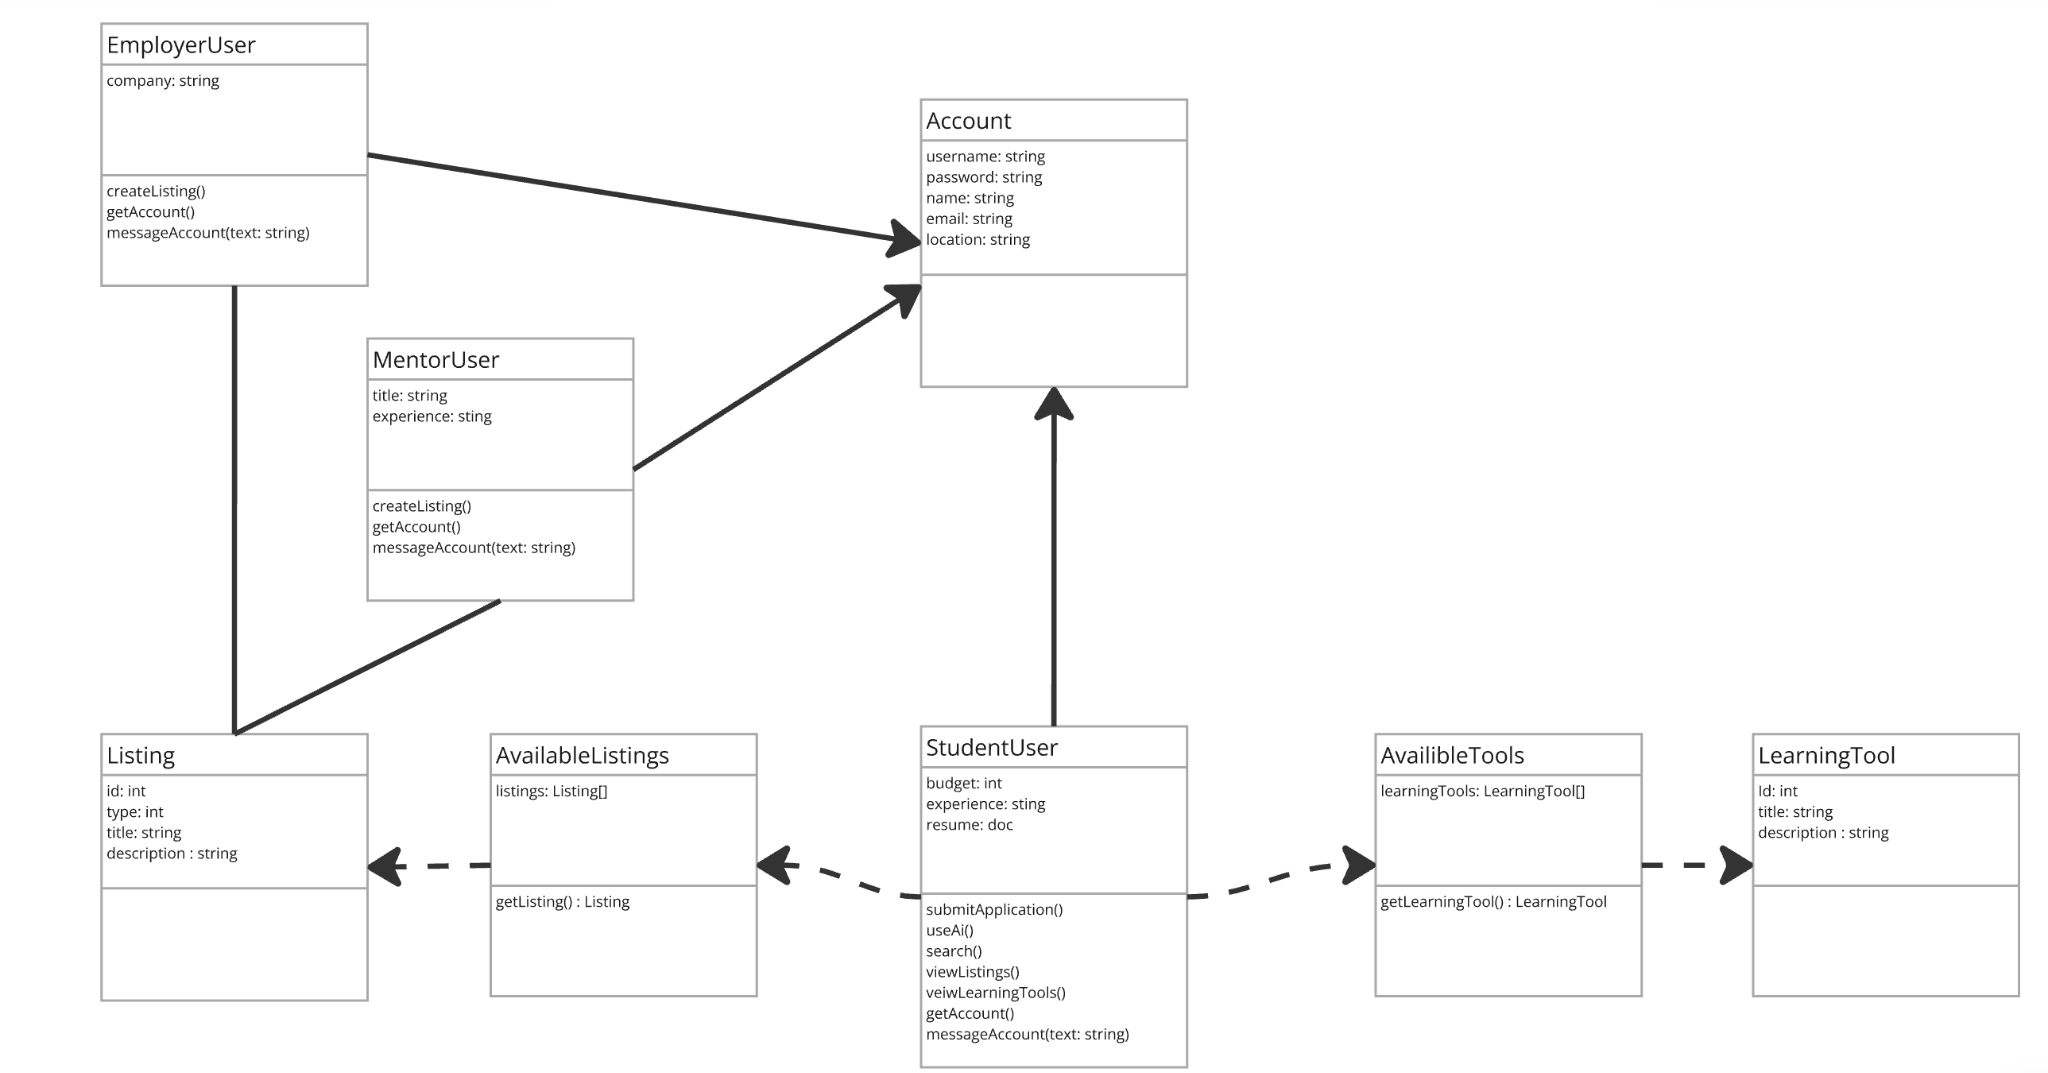 EmployerUser
company: string
createListing()
getAccount()
messageAccount(text: string)
Account
username: string
password: string
name: string
email: string
location: string
MentorUser
title: string
experience: sting
createListing()
getAccount()
messageAccount(text: string)
Listing
id: int
type: int
title: string
description : string
AvailableListings
listings: Listing[]
getListing() : Listing
StudentUser
budget: int
experience: sting
resume: doc
submitApplication()
useAi()
search()
viewListings()
veiwLearningTools()
getAccount()
messageAccount(text: string)
AvailibleTools
learningTools: LearningTool[]
getLearningTool() : LearningTool
LearningTool
Id: int
title: string
description : string